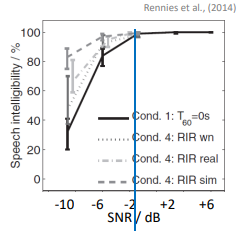 Rennies et al., (2014)
100
80
60
40
20
0
Speech intelligibility / %
Cond. 1: T60=0s
Cond. 4: RIR wn
Cond. 4: RIR real
Cond. 4: RIR sim
-10 -6 -2 +2 +6
SNR / dB